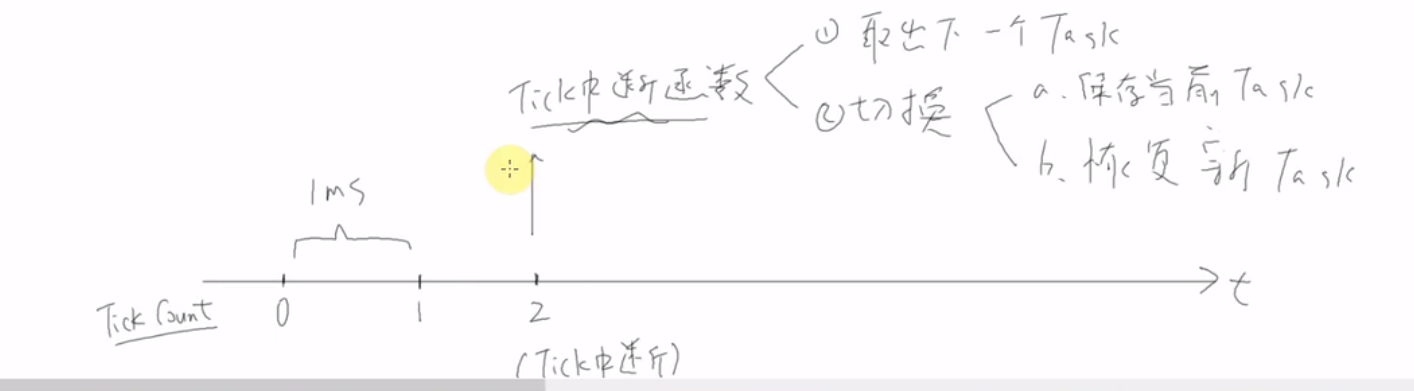 ① 取出下一个Task
Tick中断函数
②切换
a.保存当前Task
b.恢复新Task
1ms
Tick Count 0 1 2
t
(Tick中断)